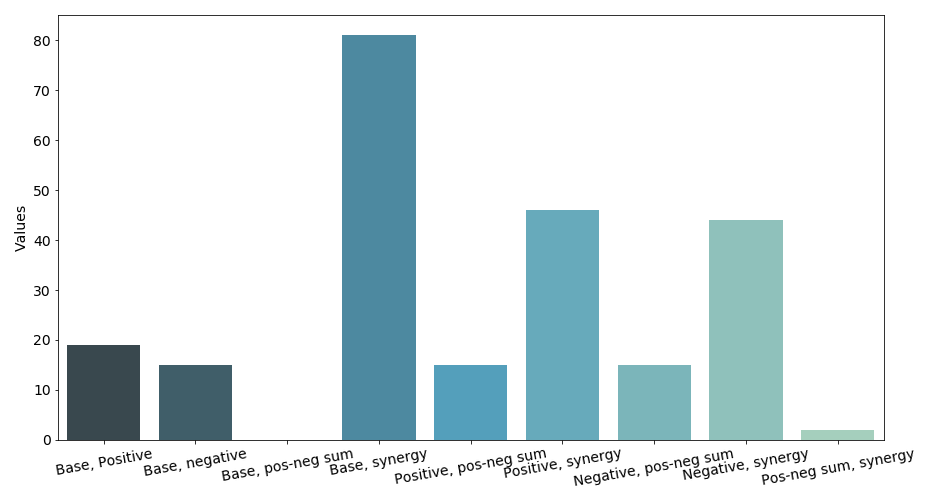 80
70
60
50
40
30
20
10
0
Values
Base, Positive
Base, negative
Base, pos-neg sum
Base, synergy
Positive, pos-neg sum
Positive, synergy
Negative, pos-neg sum
Negative, synergy
Pos-neg sum, synergy